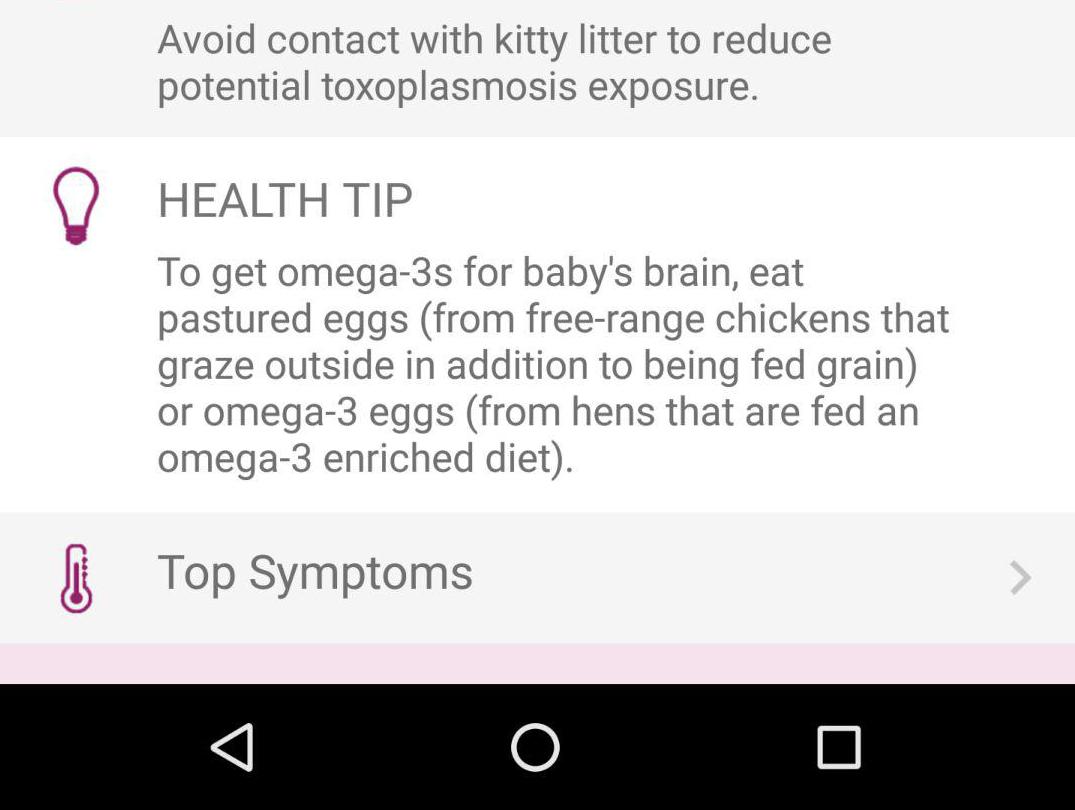 Avoid contact with kitty litter to reduce
potential toxoplasmosis exposure.
HEALTH TIP
To get omega-3s for baby's brain, eat
pastured eggs (from free-range chickens that
graze outside in addition to being fed grain)
or omega-3 eggs (from hens that are fed an
omega-3 enriched diet).
Top Symptoms